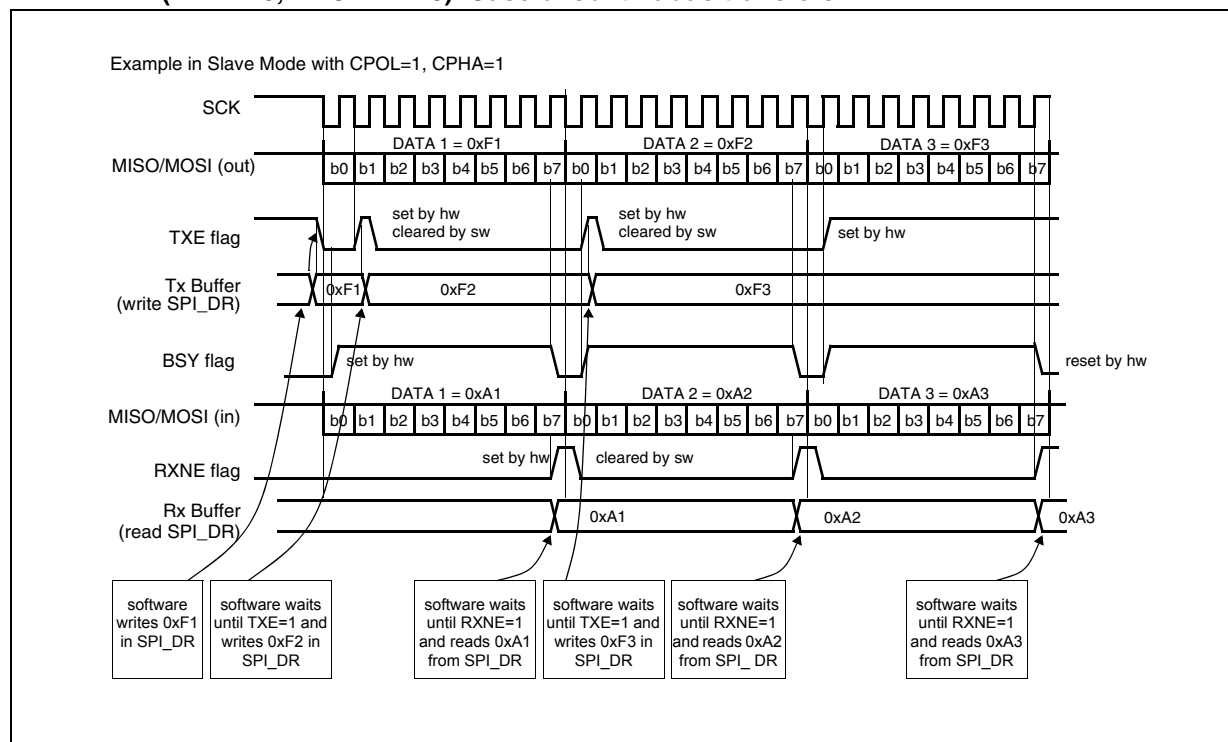 Example in Slave Mode with CPOL=1, CPHA=1
SCK
DATA 1 = 0xF1
DATA 2 = 0xF2
DATA 3 = 0xF3
MISO/MOSI (out)
b0 b1 b2 b3 b4 b5 b6 b7 b0 b1 b2 b3 b4 b5 b6 b7 b0 b1 b2 b3 b4 b5 b6 b7
TXE flag
set by hw
cleared by sw
set by hw
cleared by sw
set by hw
Tx Buffer
(write SPI_DR)
0xF1
0xF2
0xF3
BSY flag
set by hw
reset by hw
DATA 1 = 0xA1
DATA 2 = 0xA2
DATA 3 = 0xA3
MISO/MOSI (in)
b0 b1 b2 b3 b4 b5 b6 b7 b0 b1 b2 b3 b4 b5 b6 b7 b0 b1 b2 b3 b4 b5 b6 b7
RXNE flag
set by hw
cleared by sw
Rx Buffer
(read SPI_DR)
0xA1
0xA2
0xA3
software
writes 0xF1
in SPI_DR
software waits
until TXE=1 and
writes 0xF2 in
SPI_DR
software waits
until RXNE=1
and reads 0xA1
from SPI_DR
software waits
until TXE=1 and
writes 0xF3 in
SPI_DR
software waits
until RXNE=1
and reads 0xA2
from SPI_ DR
software waits
until RXNE=1
and reads 0xA3
from SPI_DR